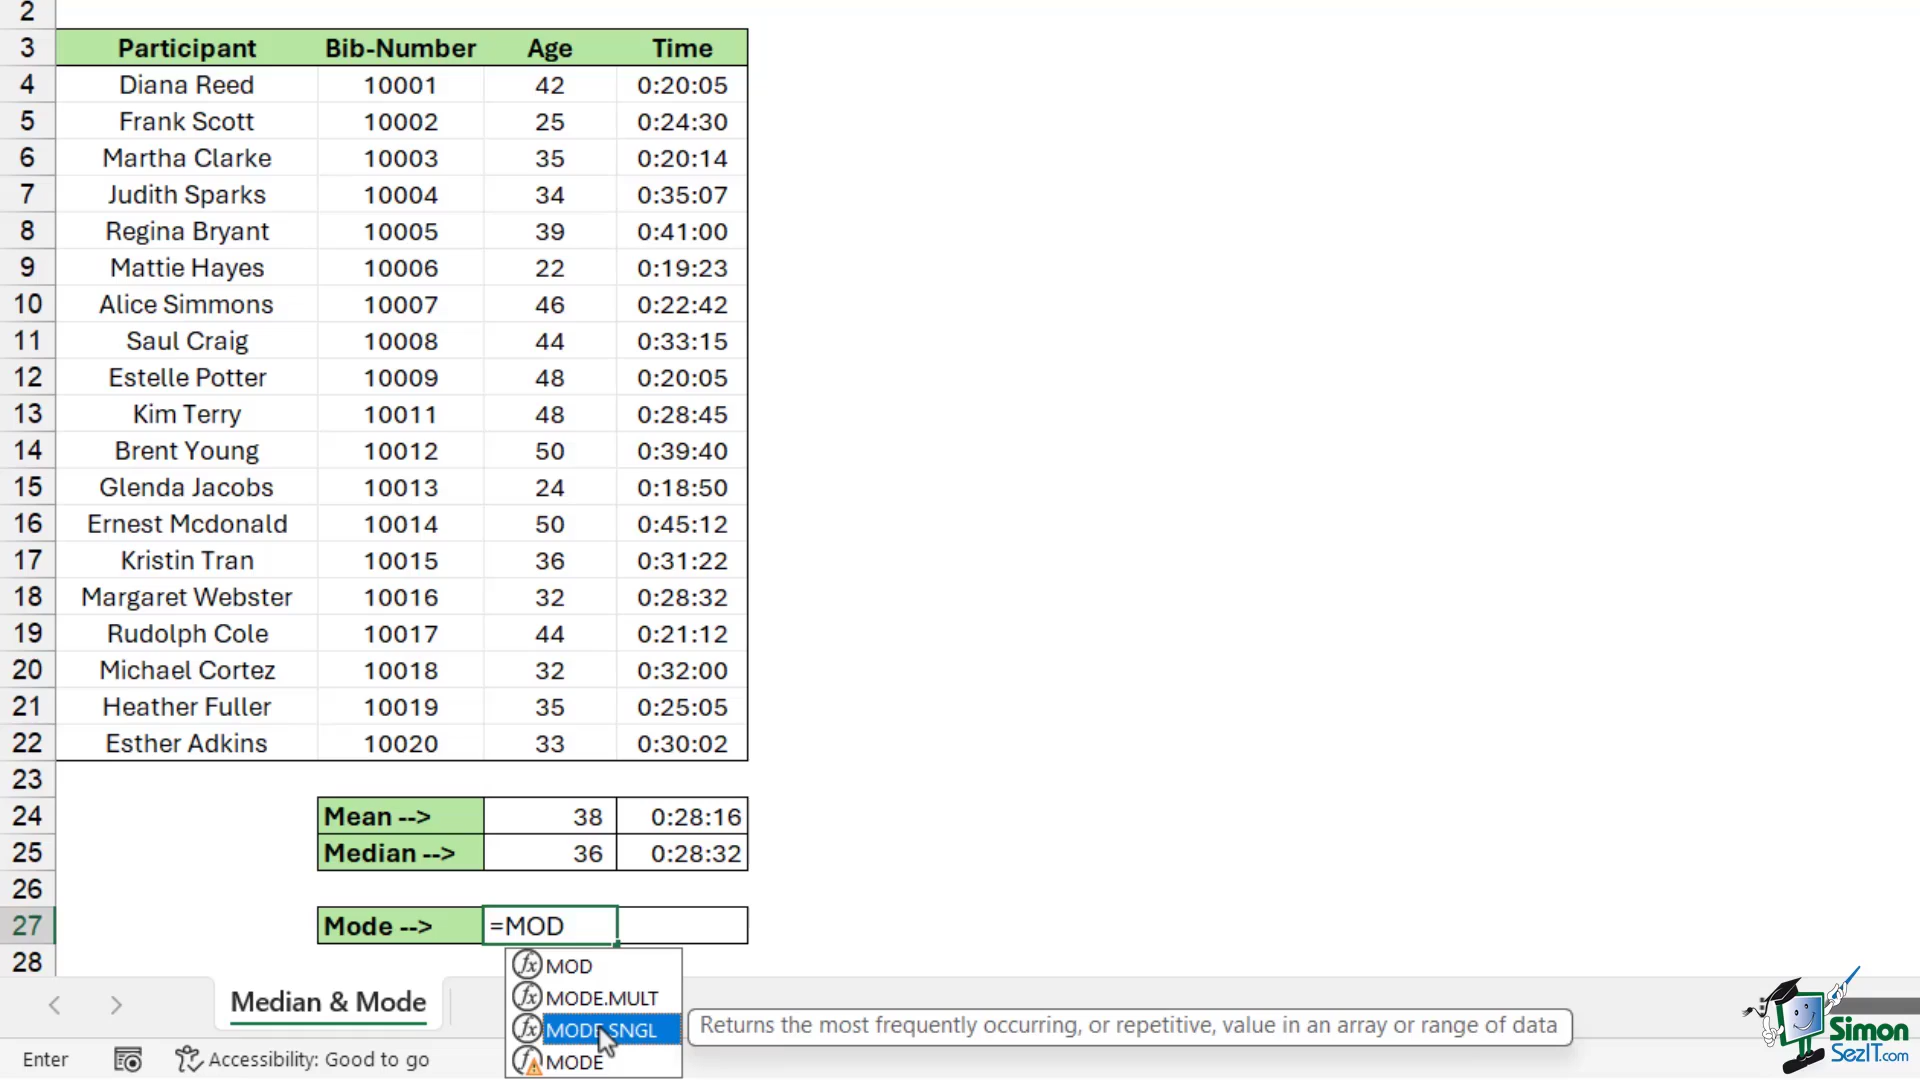 2
3 Participant Bib-Number Age Time
4 Diana Reed 10001 42 0:20:05
5 Frank Scott 10002 25 0:24:30
6 Martha Clarke 10003 35 0:20:14
7 Judith Sparks 10004 34 0:35:07
8 Regina Bryant 10005 39 0:41:00
9 Mattie Hayes 10006 22 0:19:23
10 Alice Simmons 10007 46 0:22:42
11 Saul Craig 10008 44 0:33:15
12 Estelle Potter 10009 48 0:20:05
13 Kim Terry 10011 48 0:28:45
14 Brent Young 10012 50 0:39:40
15 Glenda Jacobs 10013 24 0:18:50
16 Ernest Mcdonald 10014 50 0:45:12
17 Kristin Tran 10015 36 0:31:22
18 Margaret Webster 10016 32 0:28:32
19 Rudolph Cole 10017 44 0:21:12
20 Michael Cortez 10018 32 0:32:00
21 Heather Fuller 10019 35 0:25:05
22 Esther Adkins 10020 33 0:30:02
23
24 Mean --> 38 0:28:16
25 Median --> 36 0:28:32
26
27 Mode --> =MOD
28
fx MOD
fx MODE.MULT
fx MODE.SNGL
MODE
Returns the most frequently occurring, or repetitive, value in an array or range of data
Median & Mode
Enter Accessibility: Good to go
Simon
SezIT.com